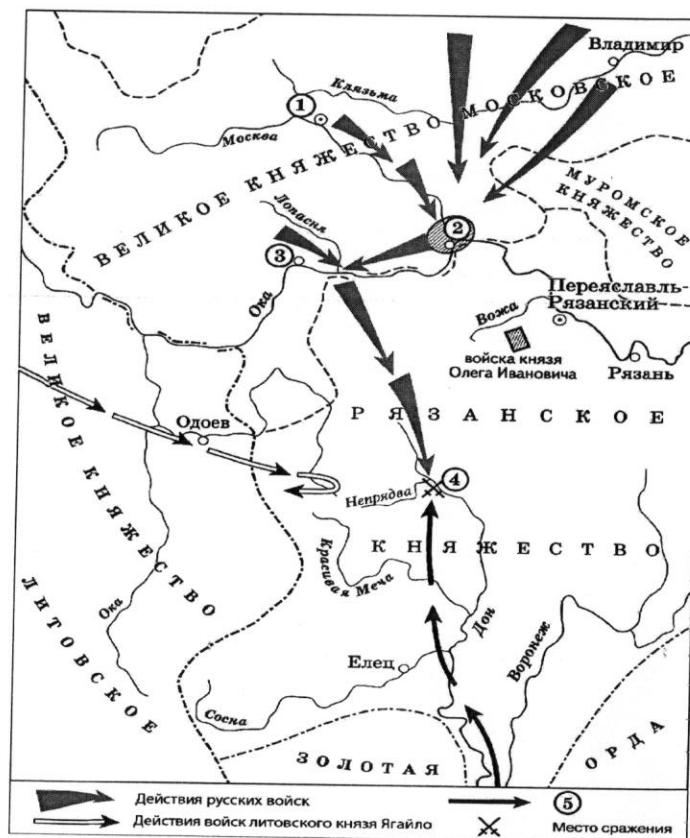 Владимир
Клязьма
1
Москва
ВЕЛИКОЕ КНЯЖЕСТВО МОСКОВСКОЕ
МУРОМСКОЕ
КНЯЖЕСТВО
Лопасня
2
3
Ока
Переяславль-
Рязанский
Вожа
войска князя
Олега Ивановича
Рязань
ВЕЛИКОЕ КНЯЖЕСТВО
ЛИТОВСКОЕ
Одоев
РЯЗАНСКОЕ
4
Непрядва
КНЯЖЕСТВО
Красивая Меча
Ока
Дон
Воронеж
Елец
Сосна
ЗОЛОТАЯ
ОРДА
Действия русских войск
5
Действия войск литовского князя Ягайло
Место сражения